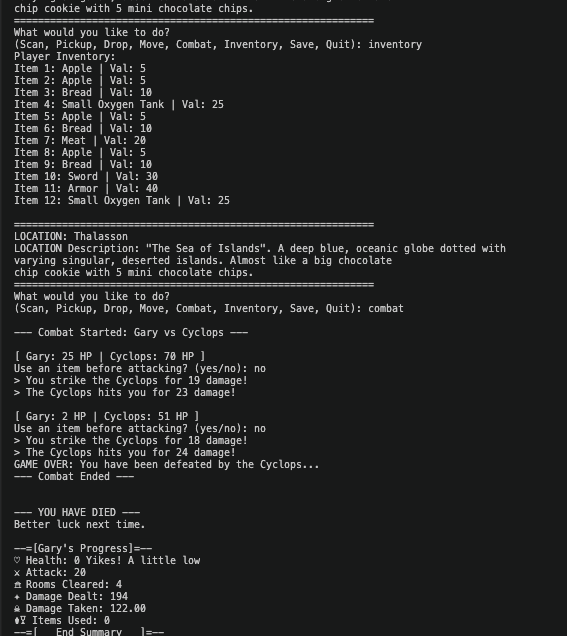 chip cookie with 5 mini chocolate chips.
============================================================
What would you like to do?
(Scan, Pickup, Drop, Move, Combat, Inventory, Save, Quit): inventory
Player Inventory:
Item 1: Apple | Val: 5
Item 2: Apple | Val: 5
Item 3: Bread | Val: 10
Item 4: Small Oxygen Tank | Val: 25
Item 5: Apple | Val: 5
Item 6: Bread | Val: 10
Item 7: Meat | Val: 20
Item 8: Apple | Val: 5
Item 9: Bread | Val: 10
Item 10: Sword | Val: 30
Item 11: Armor | Val: 40
Item 12: Small Oxygen Tank | Val: 25
============================================================
LOCATION: Thalasson
LOCATION Description: "The Sea of Islands". A deep blue, oceanic globe dotted with
varying singular, deserted islands. Almost like a big chocolate
chip cookie with 5 mini chocolate chips.
============================================================
What would you like to do?
(Scan, Pickup, Drop, Move, Combat, Inventory, Save, Quit): combat
--- Combat Started: Gary vs Cyclops ---
[ Gary: 25 HP | Cyclops: 70 HP ]
Use an item before attacking? (yes/no): no
> You strike the Cyclops for 19 damage!
> The Cyclops hits you for 23 damage!
[ Gary: 2 HP | Cyclops: 51 HP ]
Use an item before attacking? (yes/no): no
> You strike the Cyclops for 18 damage!
> The Cyclops hits you for 24 damage!
GAME OVER: You have been defeated by the Cyclops...
--- Combat Ended ---
--- YOU HAVE DIED ---
Better luck next time.
--=[Gary's Progress]=--
♡ Health: 0 Yikes! A little low
⚔ Attack: 20
Rooms Cleared: 4
✦ Damage Dealt: 194
☠ Damage Taken: 122.00
Items Used: 0
--=[ End Summary ]=--